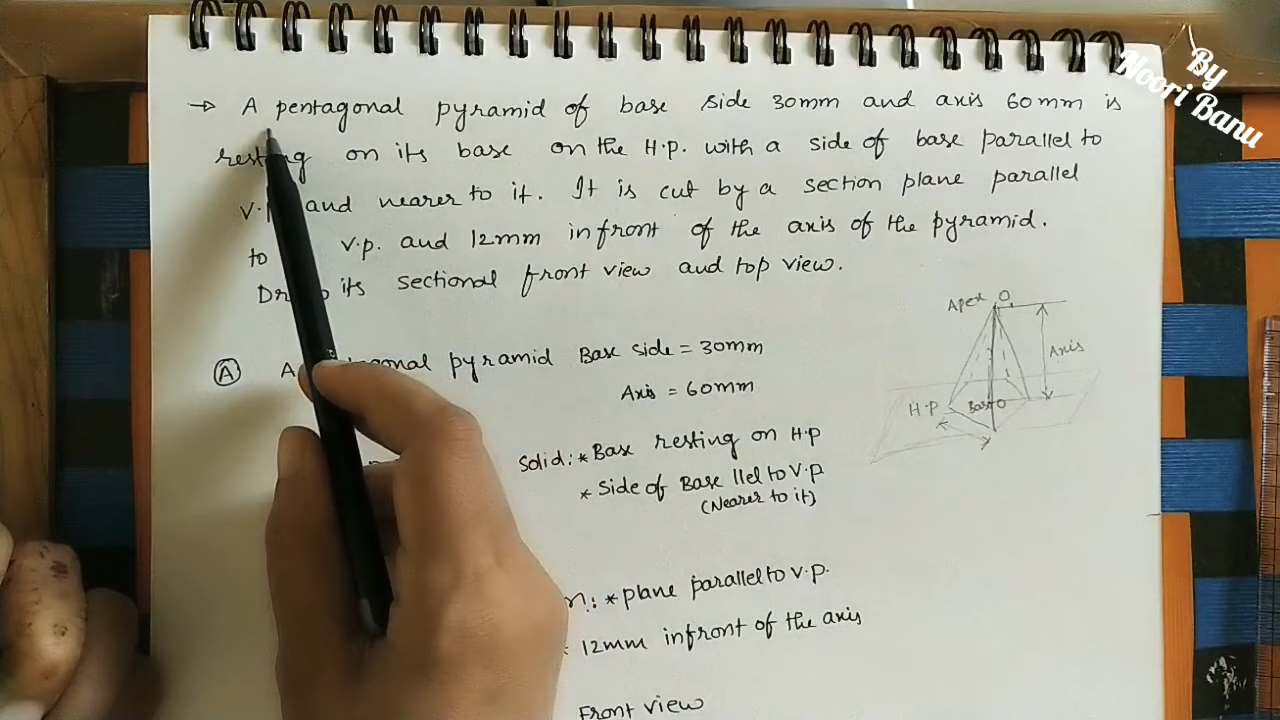 By
Noori Banu
→ A pentagonal pyramid of base side 30mm and axis 60mm is
resting on its base on the H.p. with a side of base parallel to
V. and nearer to it. It is cut by a section plane parallel
to V.p. and 12mm infront of the axis of the pyramid.
its sectional front view and top view.
Ⓐ pyramid Base side = 30mm
Axis = 60mm
Solid: * Base resting on H.p
* Side of Base llel to V.p
(Nearer to it)
* plane parallel to V.p.
12mm infront of the axis
Front view
Apex O,
Axis
H.P
Base O